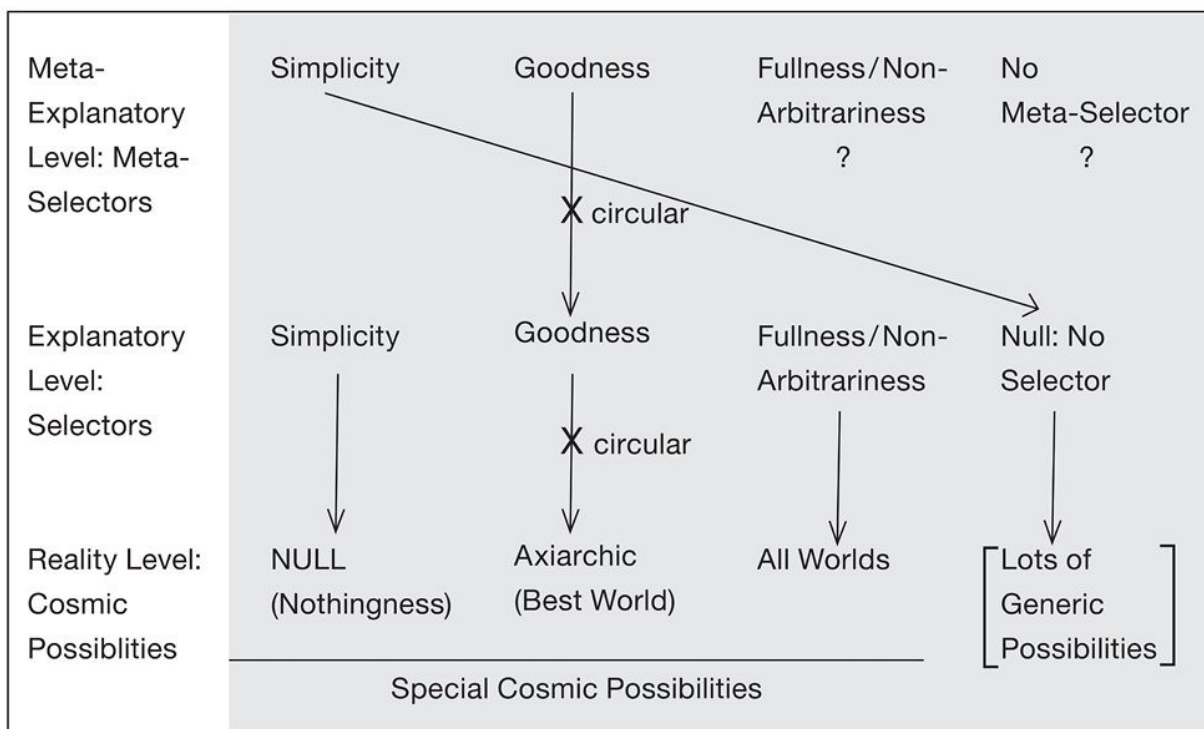 Meta-
Explanatory
Level: Meta-
Selectors
Simplicity
Goodness
Fullness/Non-
Arbitrariness
?
No
Meta-Selector
?
X circular
Explanatory
Level:
Selectors
Simplicity
Goodness
Fullness/Non-
Arbitrariness
Null: No
Selector
X circular
Reality Level:
Cosmic
Possiblities
NULL
(Nothingness)
Axiarchic
(Best World)
All Worlds
Lots of
Generic
Possibilities
Special Cosmic Possibilities